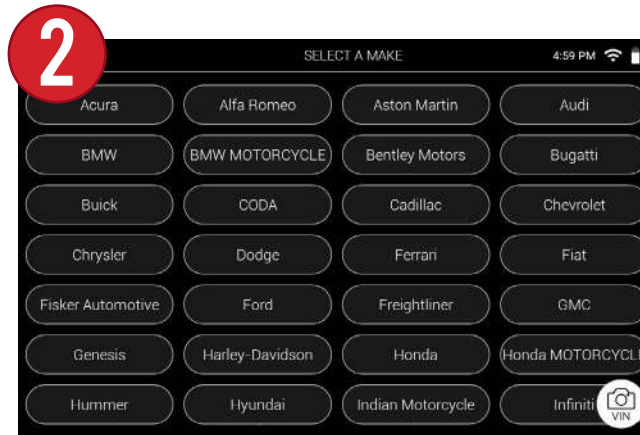 2
SELECT A MAKE 4:59 PM
Acura Alfa Romeo Aston Martin Audi
BMW BMW MOTORCYCLE Bentley Motors Bugatti
Buick CODA Cadillac Chevrolet
Chrysler Dodge Ferrari Fiat
Fisker Automotive Ford Freightliner GMC
Genesis Harley-Davidson Honda Honda MOTORCYCL
Hummer Hyundai Indian Motorcycle Infiniti
VIN